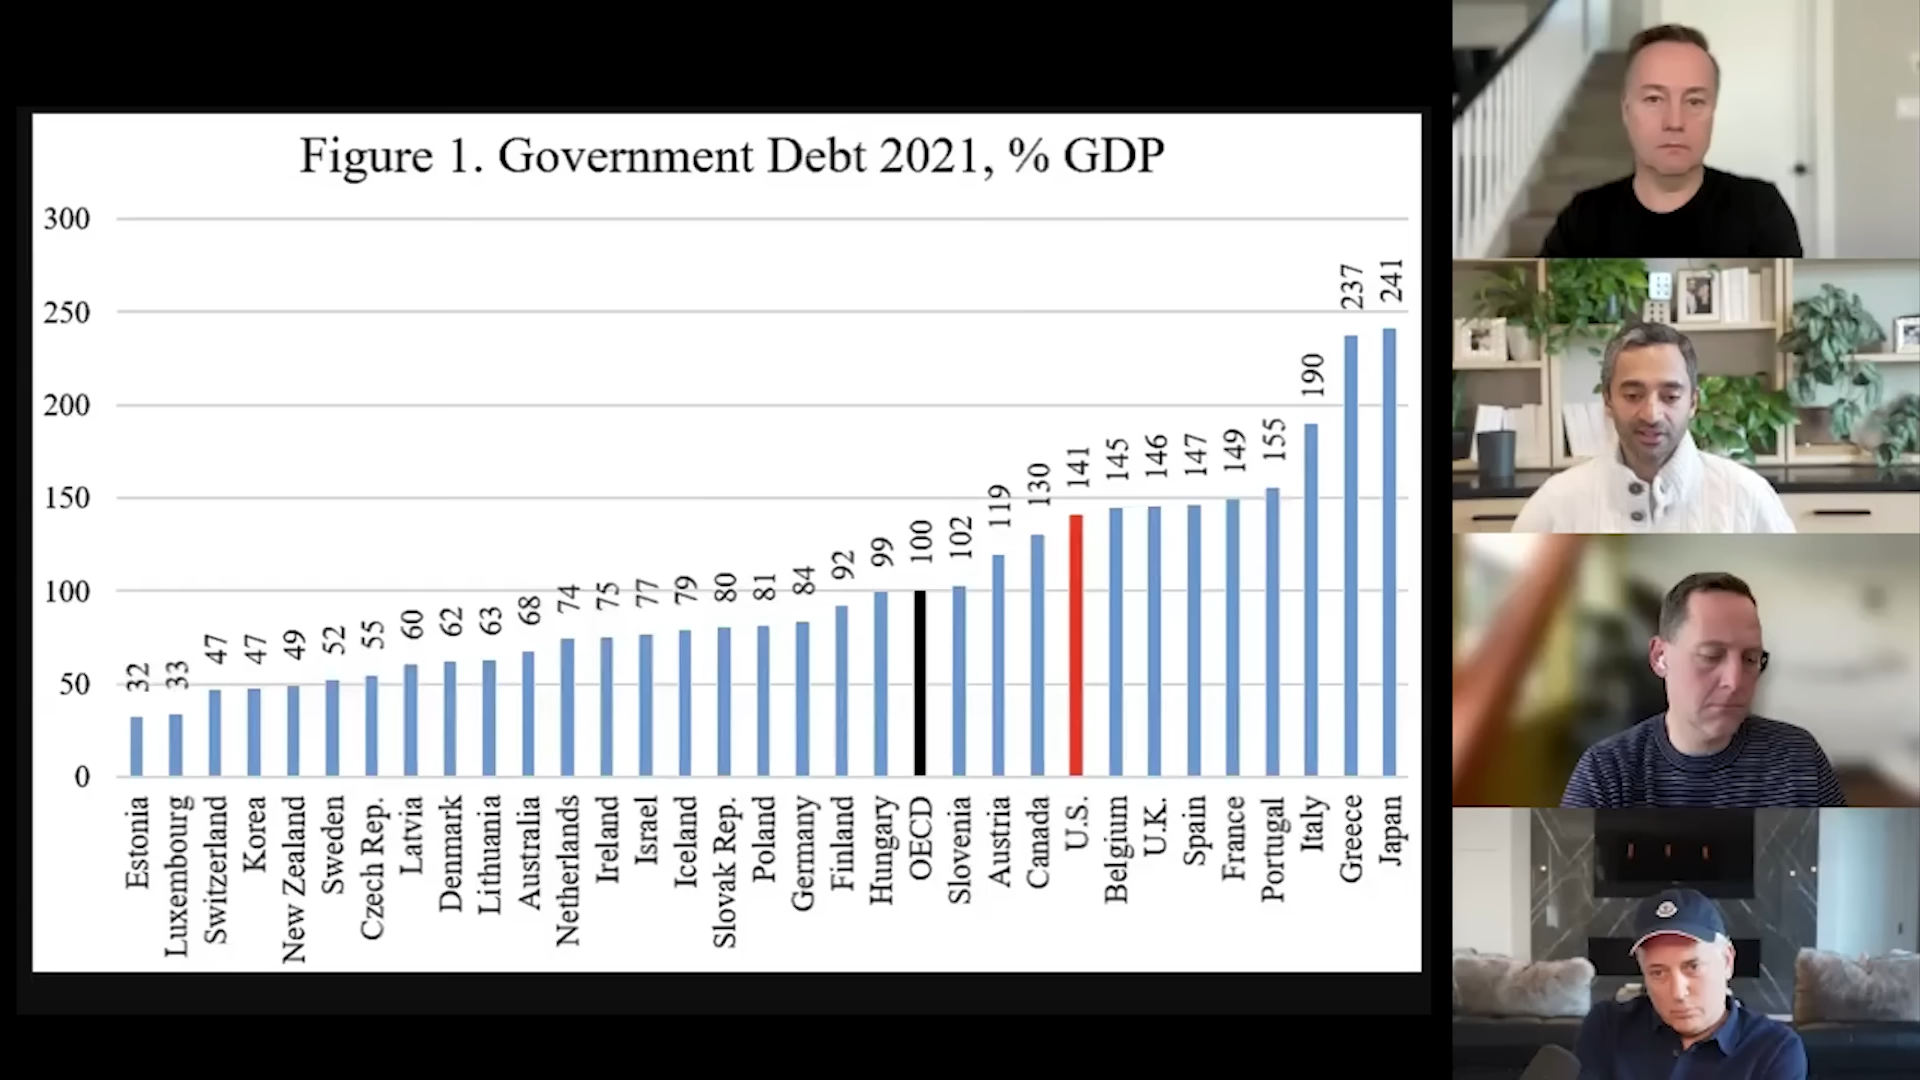 Figure 1. Government Debt 2021, % GDP
300
250
200
150
100
50
0
32
33
47
47
49
52
55
60
62
63
68
74
75
77
79
80
81
84
92
99
100
102
119
130
141
145
146
147
149
155
190
237
241
Estonia
Luxembourg
Switzerland
Korea
New Zealand
Sweden
Czech Rep.
Latvia
Denmark
Lithuania
Australia
Netherlands
Ireland
Israel
Iceland
Slovak Rep.
Poland
Germany
Finland
Hungary
OECD
Slovenia
Austria
Canada
U.S.
Belgium
U.K.
Spain
France
Portugal
Italy
Greece
Japan